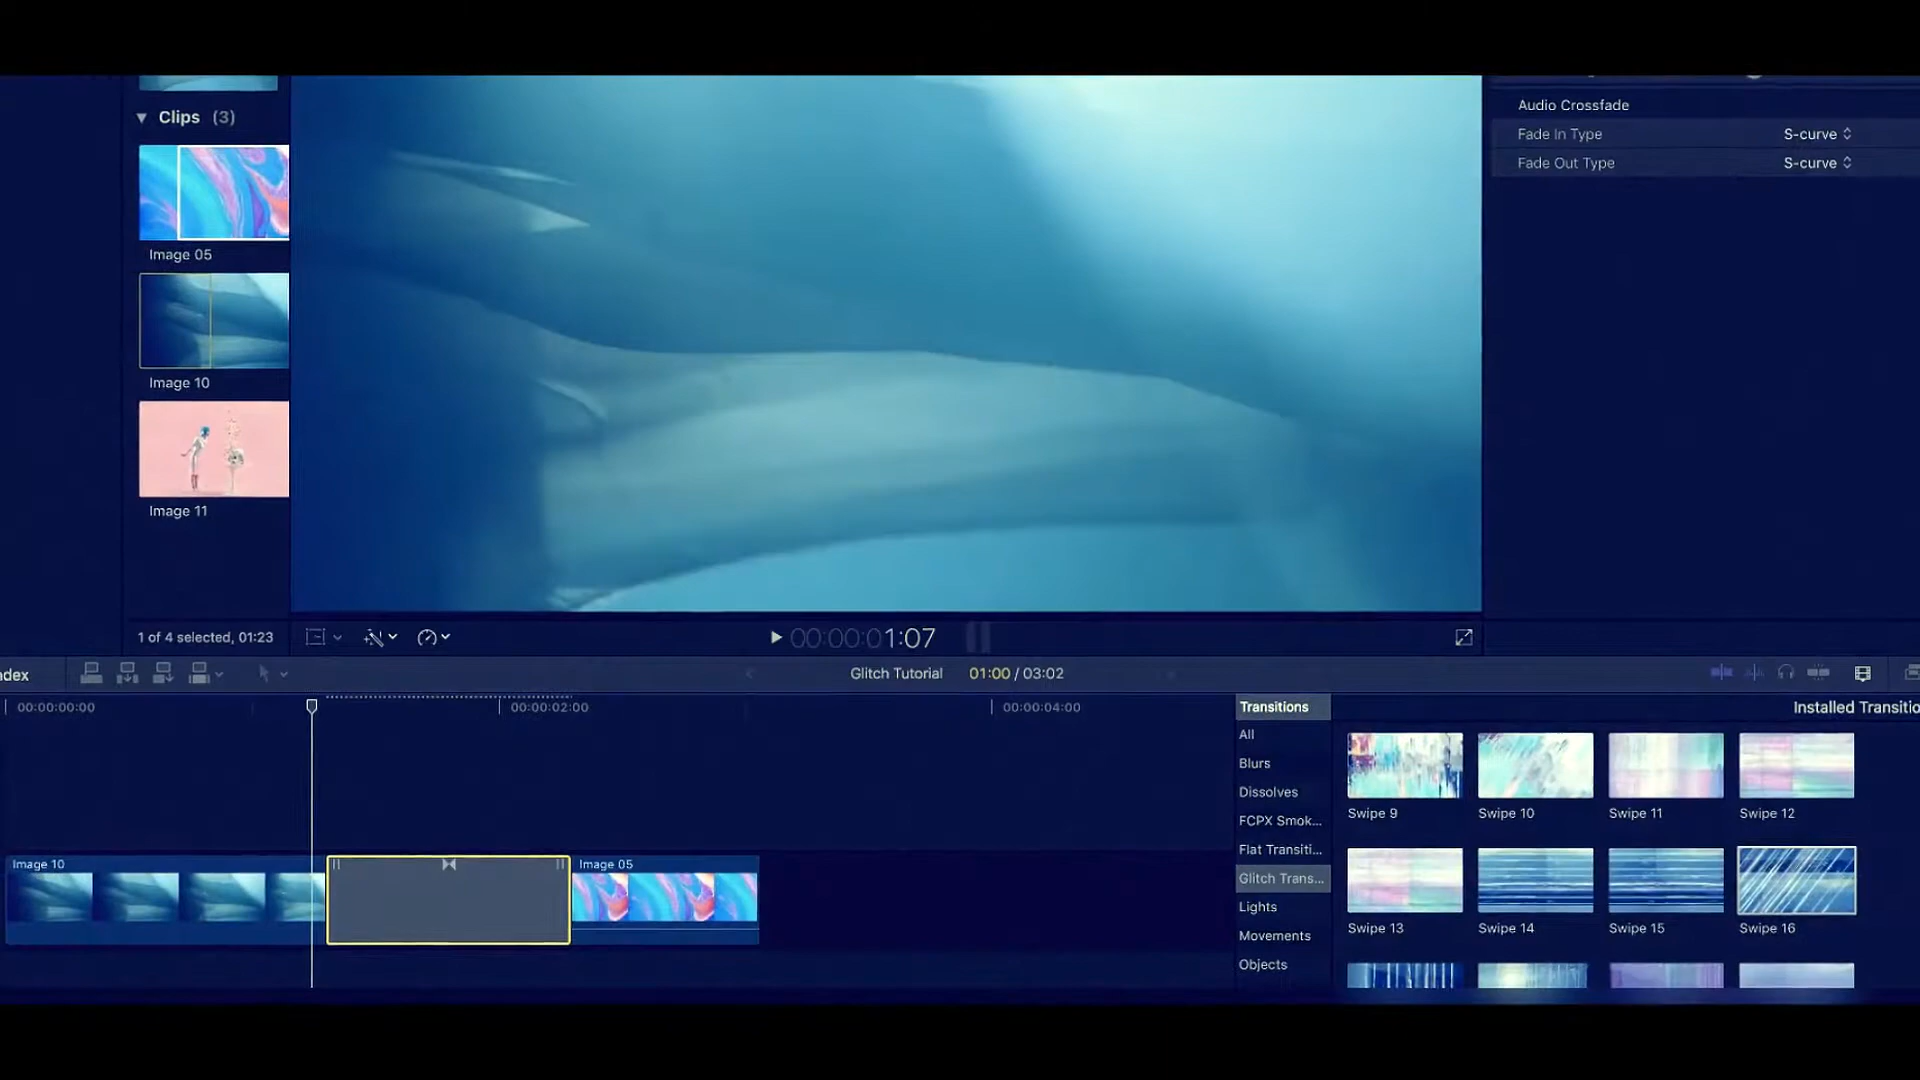 Clips (3)
Image 05
Image 10
Image 11
Audio Crossfade
Fade In Type S-curve
Fade Out Type S-curve
1 of 4 selected, 01:23
00:00:01:07
ndex
Glitch Tutorial 01:00 / 03:02
00:00:00:00
00:00:02:00
00:00:04:00
Image 10
Image 05
Transitions
All
Blurs
Dissolves
FCPX Smok...
Flat Transiti...
Glitch Trans...
Lights
Movements
Objects
Installed Transitio
Swipe 9
Swipe 10
Swipe 11
Swipe 12
Swipe 13
Swipe 14
Swipe 15
Swipe 16